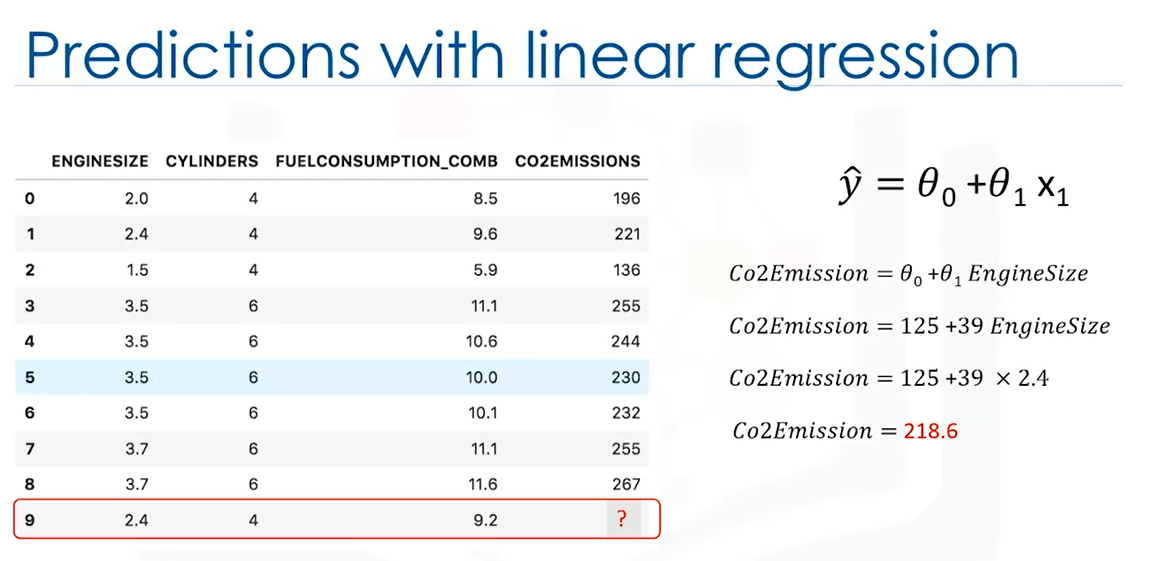 Predictions with linear regression
ENGINESIZE CYLINDERS FUELCONSUMPTION_COMB CO2EMISSIONS
0 2.0 4 8.5 196
1 2.4 4 9.6 221
2 1.5 4 5.9 136
3 3.5 6 11.1 255
4 3.5 6 10.6 244
5 3.5 6 10.0 230
6 3.5 6 10.1 232
7 3.7 6 11.1 255
8 3.7 6 11.6 267
9 2.4 4 9.2 ?
ŷ = θ₀ +θ₁ x₁
Co2Emission = θ₀ +θ₁ EngineSize
Co2Emission = 125 +39 EngineSize
Co2Emission = 125 +39 × 2.4
Co2Emission = 218.6